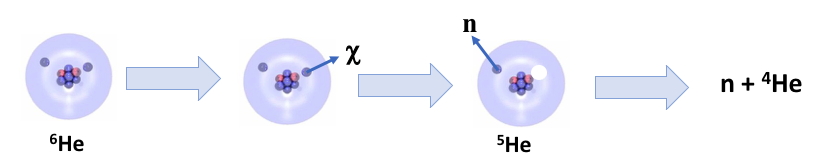 n
χ
n + ⁴He
⁶He
⁵He